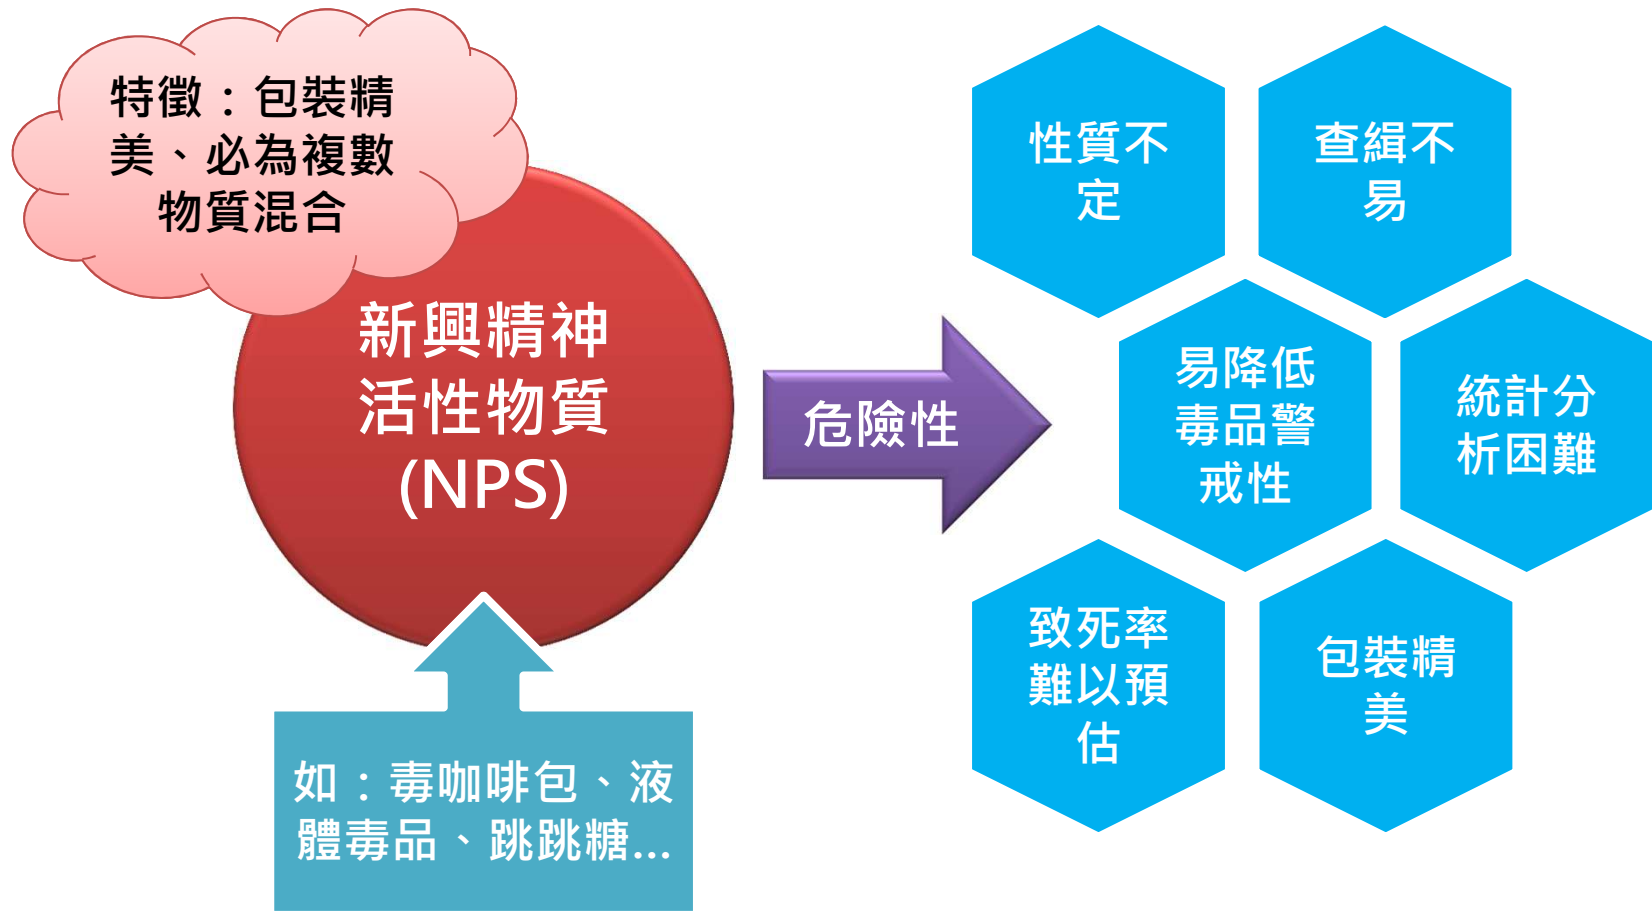 特徵：包裝精
美、必為複數
物質混合
新興精神
活性物質
(NPS)
如：毒咖啡包、液
體毒品、跳跳糖...
危險性
性質不
定
查緝不
易
易降低
毒品警
戒性
統計分
析困難
致死率
難以預
估
包裝精
美